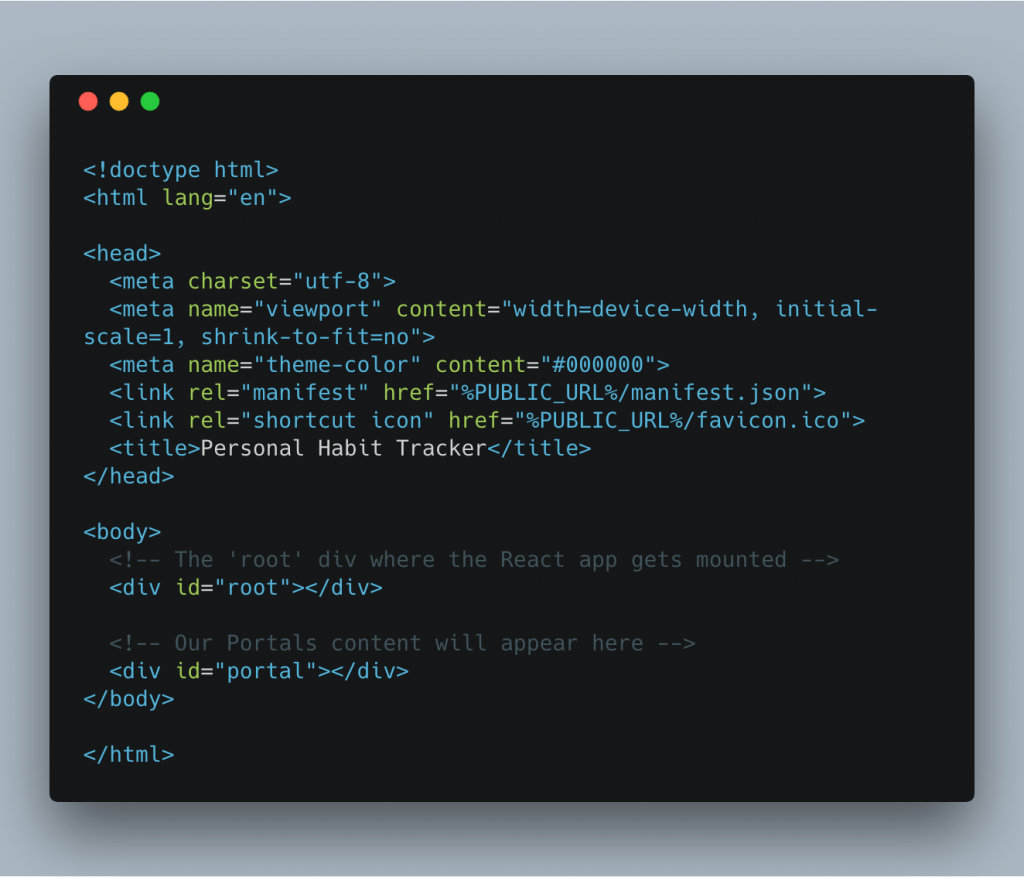 <!doctype html>
<html lang="en">
<head>
<meta charset="utf-8">
<meta name="viewport" content="width=device-width, initial-
scale=1, shrink-to-fit=no">
<meta name="theme-color" content="#000000">
<link rel="manifest" href="%PUBLIC_URL%/manifest.json">
<link rel="shortcut icon" href="%PUBLIC_URL%/favicon.ico">
<title>Personal Habit Tracker</title>
</head>
<body>
<!-- The 'root' div where the React app gets mounted -->
<div id="root"></div>
<!-- Our Portals content will appear here -->
<div id="portal"></div>
</body>
</html>